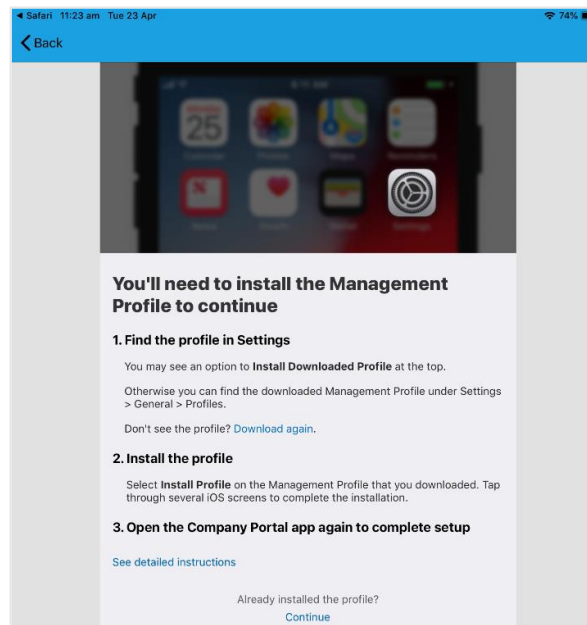 Safari 11:23 am Tue 23 Apr 74%
Back
25
You'll need to install the Management
Profile to continue
1. Find the profile in Settings
You may see an option to Install Downloaded Profile at the top.
Otherwise you can find the downloaded Management Profile under Settings
> General > Profiles.
Don't see the profile? Download again.
2. Install the profile
Select Install Profile on the Management Profile that you downloaded. Tap
through several iOS screens to complete the installation.
3. Open the Company Portal app again to complete setup
See detailed instructions
Already installed the profile?
Continue